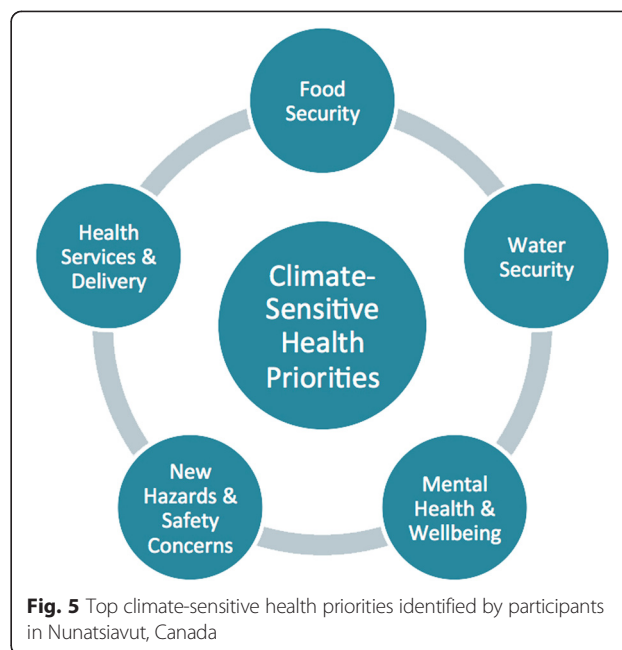 Food
Security
Health
Services &
Delivery
Water
Security
Climate-
Sensitive
Health
Priorities
New
Hazards &
Safety
Concerns
Mental
Health &
Wellbeing
Fig. 5 Top climate-sensitive health priorities identified by participants
in Nunatsiavut, Canada